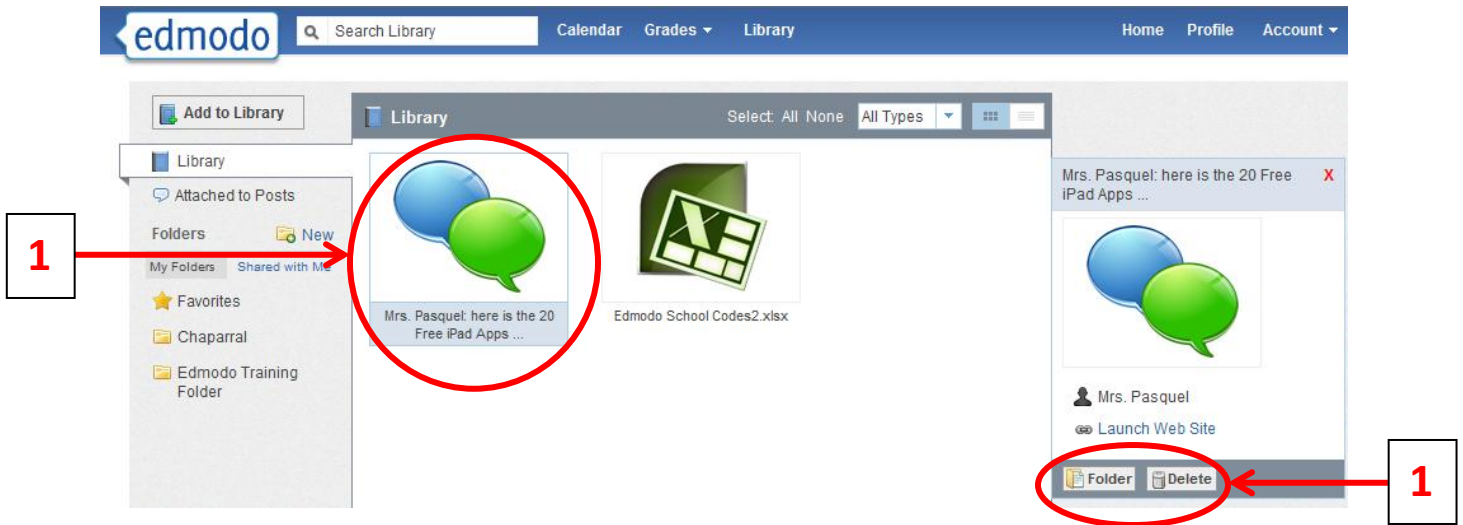 edmodo
Search Library
Calendar Grades Library
Home Profile Account
Add to Library
Library
Attached to Posts
Folders New
My Folders Shared with Me
Favorites
Chaparral
Edmodo Training
Folder
1
Library
Select: All None All Types
Mrs. Pasquel: here is the 20
Free iPad Apps ...
Edmodo School Codes2.xlsx
Mrs. Pasquel: here is the 20 Free X
iPad Apps ...
Mrs. Pasquel
Launch Web Site
Folder Delete
1